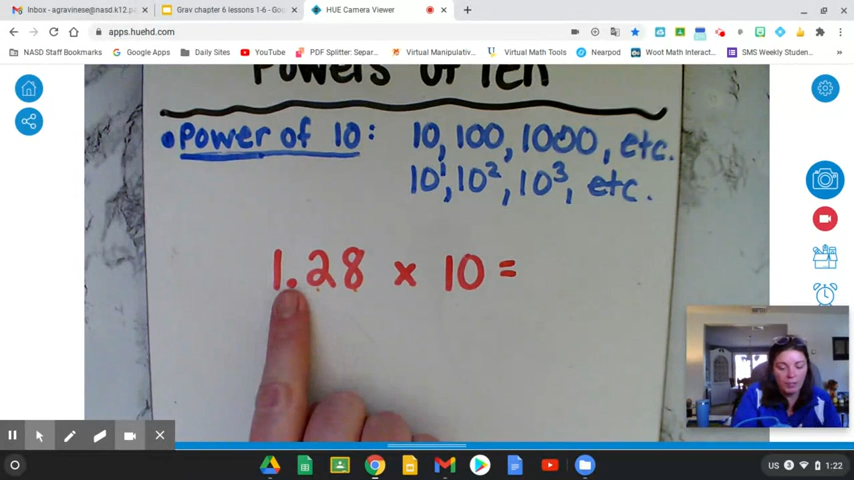 Inbox - agravinese@nasd.k12.pa
Grav chapter 6 lessons 1-6 - Goo
HUE Camera Viewer
apps.huehd.com
NASD Staff Bookmarks
Google Apps
Daily Sites
YouTube
PDF Splitter: Separ...
Virtual Manipulativ...
Virtual Math Tools
Nearpod
Woot Math Interacti...
SMS Weekly Studen...
Powers of Ten
• Power of 10: 10, 100, 1000, etc.
10¹, 10², 10³, etc.
1.28 x 10 =
US 3 1:22